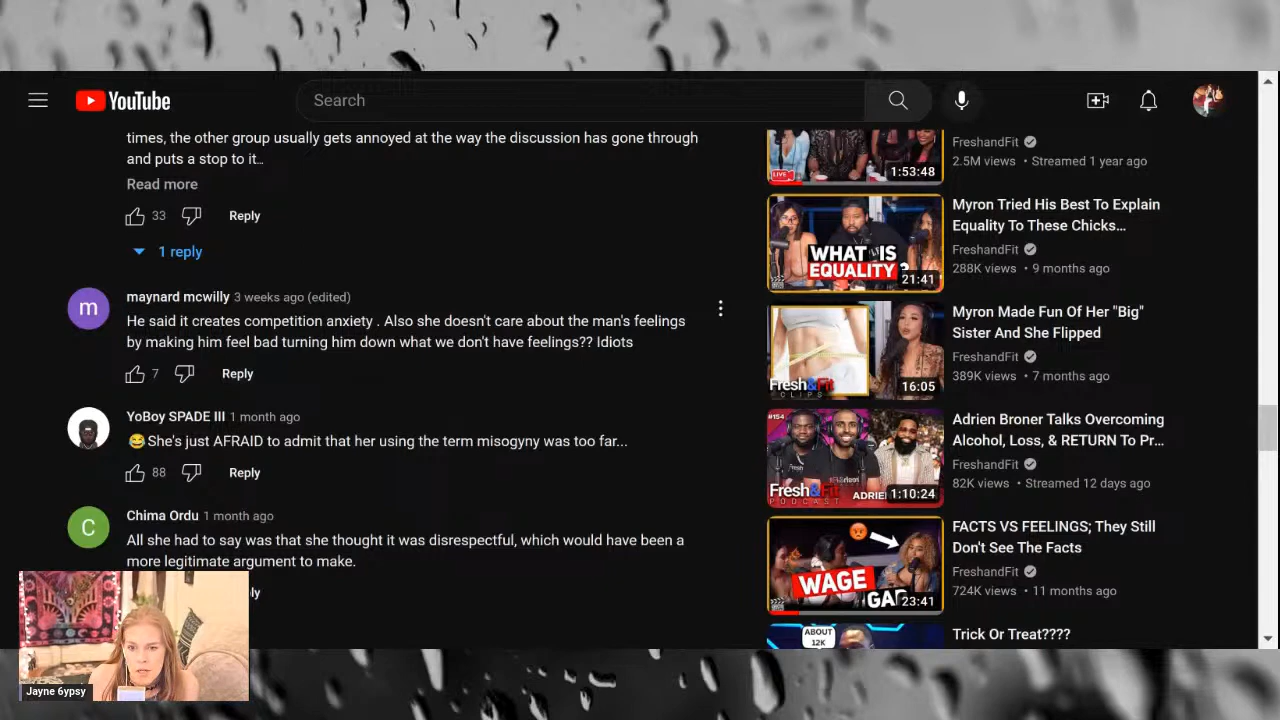 YouTube
Search
times, the other group usually gets annoyed at the way the discussion has gone through
and puts a stop to it...
Read more
33
Reply
1 reply
m
maynard mcwilly 3 weeks ago (edited)
He said it creates competition anxiety . Also she doesn't care about the man's feelings
by making him feel bad turning him down what we don't have feelings?? Idiots
7
Reply
YoBoy SPADE III 1 month ago
😂She's just AFRAID to admit that her using the term misogyny was too far...
88
Reply
C
Chima Ordu 1 month ago
All she had to say was that she thought it was disrespectful, which would have been a
more legitimate argument to make.
ly
Jayne 6ypsy
LIVE
1:53:48
FreshandFit
2.5M views • Streamed 1 year ago
WHAT IS
EQUALITY?
21:41
Myron Tried His Best To Explain
Equality To These Chicks...
FreshandFit
288K views • 9 months ago
Fresh&Fit
CLIPS
16:05
Myron Made Fun Of Her "Big"
Sister And She Flipped
FreshandFit
389K views • 7 months ago
#154
Fresh&Fit
PODCAST
ADRIE
1:10:24
Adrien Broner Talks Overcoming
Alcohol, Loss, & RETURN To Pr...
FreshandFit
82K views • Streamed 12 days ago
WAGE
GAP
23:41
FACTS VS FEELINGS; They Still
Don't See The Facts
FreshandFit
724K views • 11 months ago
ABOUT
12K
Trick Or Treat????